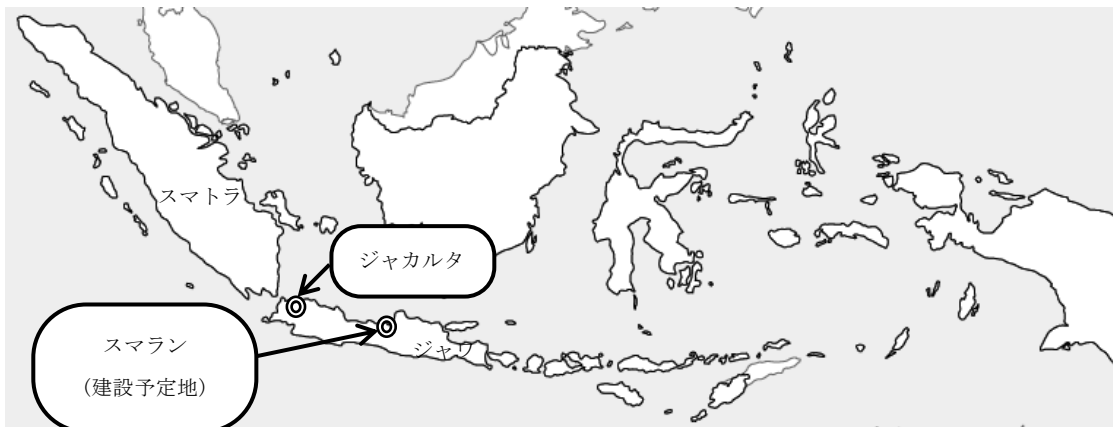 スマトラ
ジャカルタ
スマラン
(建設予定地)
ジャワ